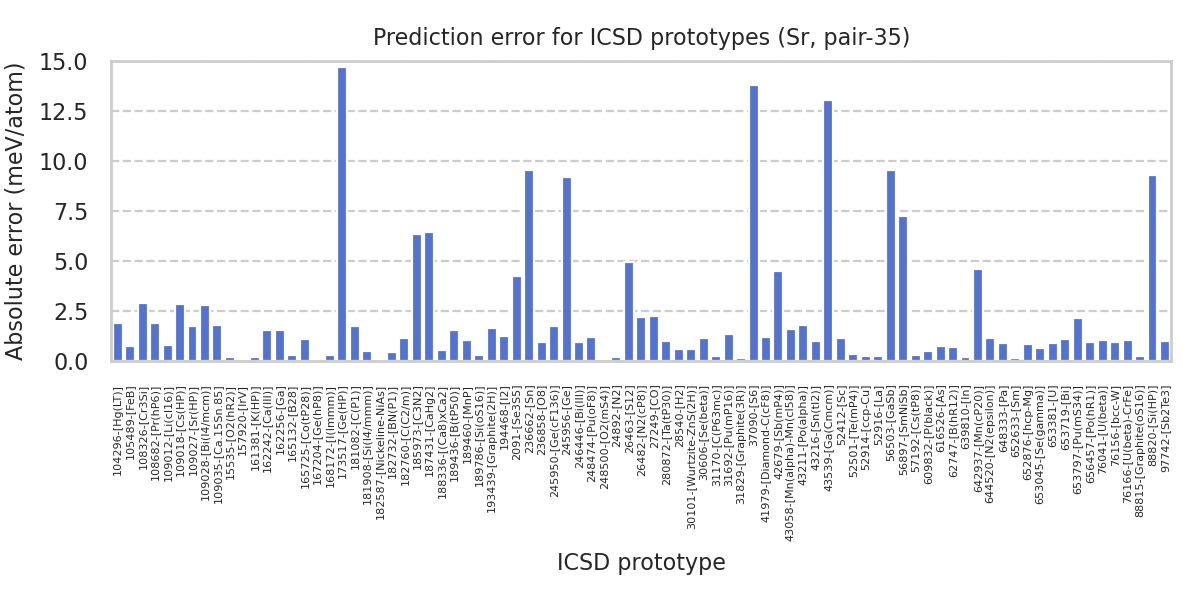 Prediction error for ICSD prototypes (Sr, pair-35)
Absolute error (meV/atom)
15.0
12.5
10.0
7.5
5.0
2.5
0.0
104296-[Hg(LT)]
105489-[FeB]
108326-[Cr3Si]
108682-[Pr(hP6)]
109012-[Li(cI16)]
109018-[Cs(HP)]
109027-[Sr(HP)]
109028-[Bi(I4/mcm)]
109035-[Ca.15Sn.85]
15535-[O2(hR2)]
157920-[IrV]
161381-[K(HP)]
162242-[Ca(III)]
162256-[Ga]
165132-[B28]
165725-[Co(tP28)]
167204-[Ge(hP8)]
168172-[I(Immm)]
173517-[Ge(HP)]
181082-[C(P1)]
181908-[Si(I4/mmm)]
182587-[Nickeline-NiAs]
182732-[BN(P1)]
182760-[C(C2/m)]
185973-[C3N2]
187431-[CaHg2]
188336-[(Ca8)xCa2]
189436-[B(tP50)]
189460-[MnP]
189786-[Si(oS16)]
193439-[Graphite(2H)]
194468-[I2]
2091-[Se3S5]
236662-[Sn]
236858-[O8]
245950-[Ge(cF136)]
245956-[Ge]
246446-[Bi(III)]
248474-[Pu(oF8)]
248500-[O2(mS4)]
24892-[N2]
26463-[S12]
26482-[N2(cP8)]
27249-[CO]
280872-[Ta(tP30)]
28540-[H2]
30101-[Wurtzite-ZnS(2H)]
30606-[Se(beta)]
31170-[C(P63mc)]
31692-[Pu(mP16)]
31829-[Graphite(3R)]
37090-[S6]
41979-[Diamond-C(cF8)]
42679-[Sb(mP4)]
43058-[Mn(alpha)-Mn(cI58)]
43211-[Po(alpha)]
43216-[Sn(tI2)]
43539-[Ga(Cmcm)]
52412-[Sc]
52501-[Te(mP4)]
52914-[ccp-Cu]
52916-[La]
56503-[GaSb]
56897-[SmNiSb]
57192-[Cs(tP8)]
609832-[P(black)]
616526-[As]
62747-[B(hR12)]
639810-[In]
642937-[Mn(cP20)]
644520-[N2(epsilon)]
648333-[Pa]
652633-[Sm]
652876-[hcp-Mg]
653045-[Se(gamma)]
653381-[U]
653719-[Yb]
653797-[Pu(mS34)]
656457-[Po(hR1)]
76041-[U(beta)]
76156-[bcc-W]
76166-[U(beta)-CrFe]
88815-[Graphite(oS16)]
88820-[Si(HP)]
97742-[Sb2Te3]
ICSD prototype